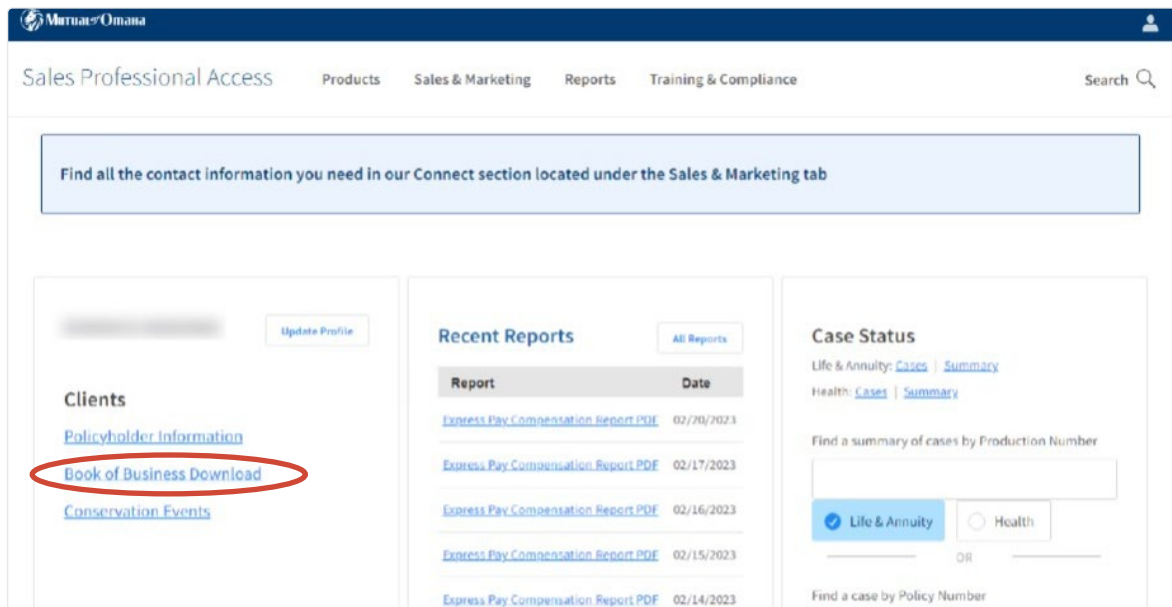 Mutual of Omaha
Sales Professional Access
Products
Sales & Marketing
Reports
Training & Compliance
Search
Find all the contact information you need in our Connect section located under the Sales & Marketing tab
Update Profile
Clients
Policyholder Information
Book of Business Download
Conservation Events
Recent Reports
All Reports
Report Date
Express Pay Compensation Report PDF 02/20/2023
Express Pay Compensation Report PDF 02/17/2023
Express Pay Compensation Report PDF 02/16/2023
Express Pay Compensation Report PDF 02/15/2023
Express Pay Compensation Report PDF 02/14/2023
Case Status
Life & Annuity: Cases | Summary
Health: Cases | Summary
Find a summary of cases by Production Number
Life & Annuity
Health
OR
Find a case by Policy Number